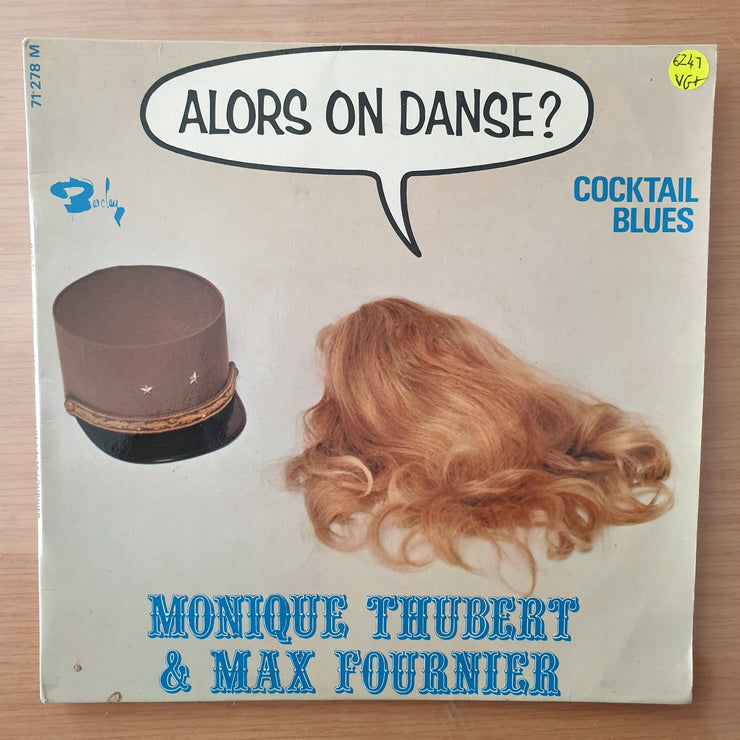 71 278 M
ALORS ON DANSE?
6247
VG+
Barclay
COCKTAIL
BLUES
MONIQUE THUBERT
& MAX FOURNIER